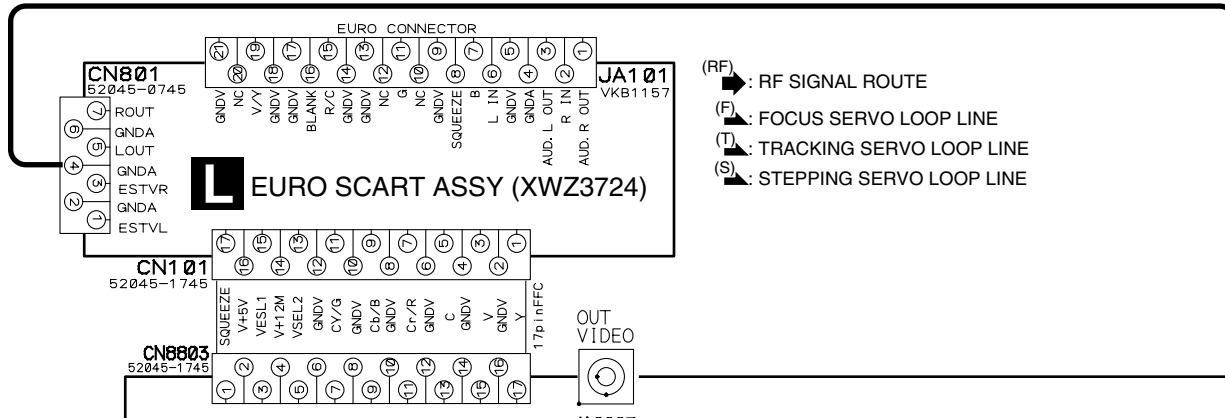 EURO CONNECTOR
21 20 19 18 17 16 15 14 13 12 11 10 9 8 7 6 5 4 3 2 1
GNDV NC V/Y GNDV GNDV BLANK R/C GNDV GNDV NC G NC GNDV SQUEEZE B L IN GNDV GNDA AUD. L OUT R IN AUD. R OUT
JA101
VKB1157
CN801
52045-0745
7 ROUT
6 GNDA
5 LOUT
4 GNDA
3 ESTVR
2 GNDA
1 ESTVL
L EURO SCART ASSY (XWZ3724)
(RF) : RF SIGNAL ROUTE
(F) : FOCUS SERVO LOOP LINE
(T) : TRACKING SERVO LOOP LINE
(S) : STEPPING SERVO LOOP LINE
CN101
52045-1745
17 16 15 14 13 12 11 10 9 8 7 6 5 4 3 2 1
SQUEEZE V+5V VESL1 V+12M VSEL2 GNDV CY/G GNDV Cb/B GNDV Cr/R GNDV C GNDV V GNDV Y
17pinFFC
CN8803
52045-1745
1 2 3 4 5 6 7 8 9 10 11 12 13 14 15 16 17
OUT
VIDEO